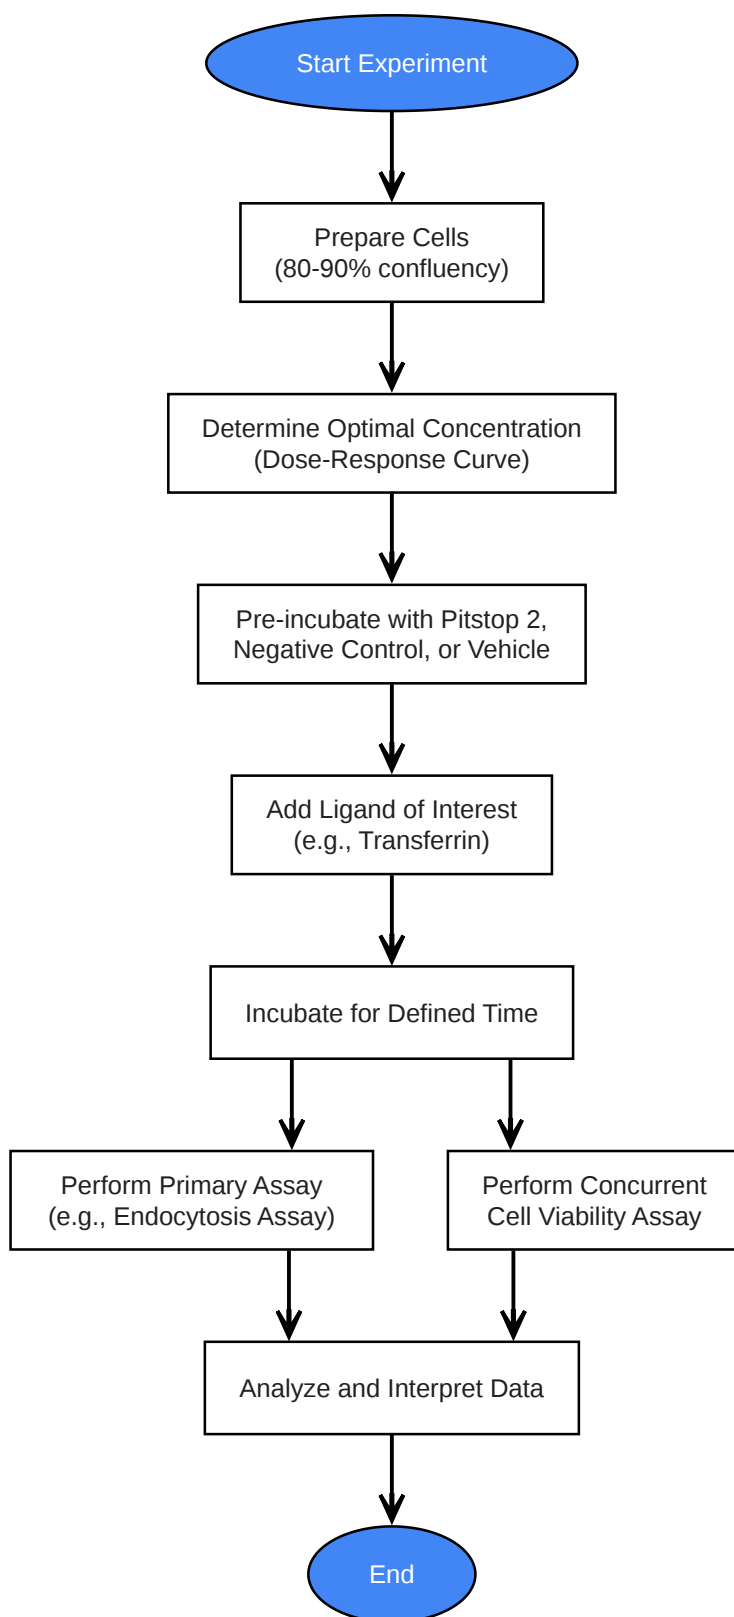 Start Experiment
Prepare Cells
(80-90% confluency)
Determine Optimal Concentration
(Dose-Response Curve)
Pre-incubate with Pitstop 2,
Negative Control, or Vehicle
Add Ligand of Interest
(e.g., Transferrin)
Incubate for Defined Time
Perform Primary Assay
(e.g., Endocytosis Assay)
Perform Concurrent
Cell Viability Assay
Analyze and Interpret Data
End